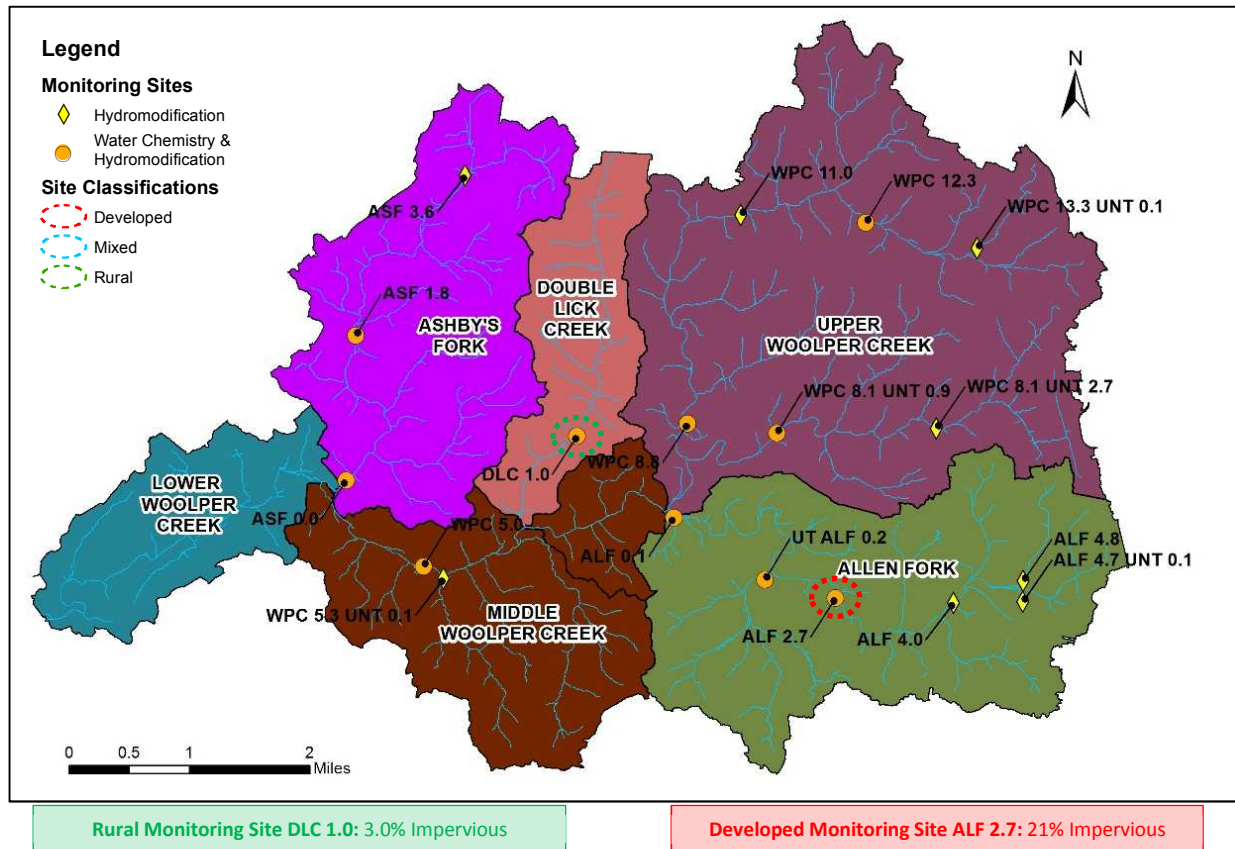 Legend
Monitoring Sites
Hydromodification
Water Chemistry &
Hydromodification
Site Classifications
Developed
Mixed
Rural
N
WPC 11.0
WPC 12.3
WPC 13.3 UNT 0.1
ASF 3.6
ASF 1.8
ASHBY'S
FORK
DOUBLE
LICK
CREEK
UPPER
WOOLPER CREEK
WPC 8.1 UNT 0.9
WPC 8.1 UNT 2.7
DLC 1.0
WPC 8.8
LOWER
WOOLPER
CREEK
ASF 0.0
WPC 5.0
ALF 0.1
UT ALF 0.2
ALLEN FORK
ALF 4.8
ALF 4.7 UNT 0.1
WPC 5.3 UNT 0.1
MIDDLE
WOOLPER CREEK
ALF 2.7
ALF 4.0
0 0.5 1 2
Miles
Rural Monitoring Site DLC 1.0: 3.0% Impervious
Developed Monitoring Site ALF 2.7: 21% Impervious